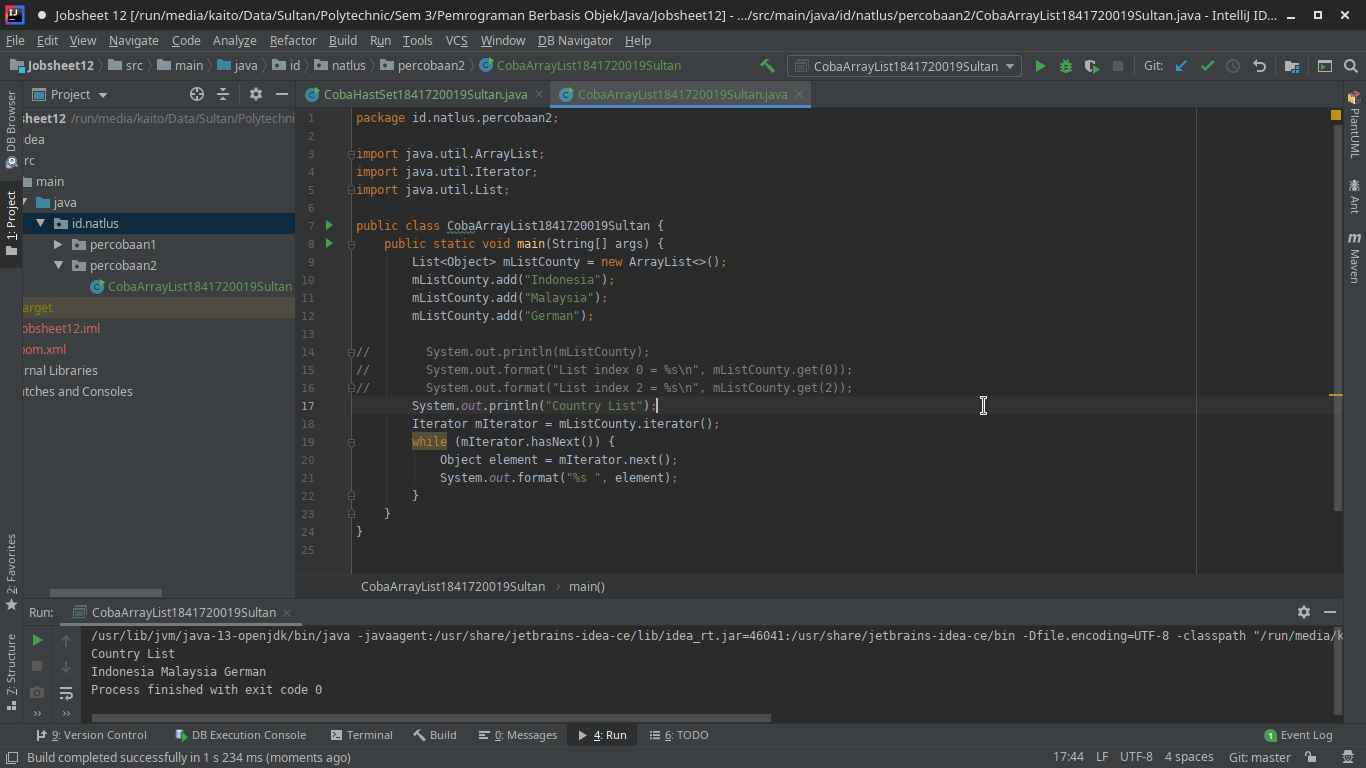 Jobsheet 12 [/run/media/kaito/Data/Sultan/Polytechnic/Sem 3/Pemrograman Berbasis Objek/Java/Jobsheet12] - .../src/main/java/id/natlus/percobaan2/CobaArrayList1841720019Sultan.java - IntelliJ ID...
File Edit View Navigate Code Analyze Refactor Build Run Tools VCS Window DB Navigator Help
Jobsheet12 src main java id natlus percobaan2 CobaArrayList1841720019Sultan CobaArrayList1841720019Sultan Git:
Project CobaHastSet1841720019Sultan.java CobaArrayList1841720019Sultan.java
DB Browser
1: Project
2: Favorites
7: Structure
sheet12 /run/media/kaito/Data/Sultan/Polytechni
idea
rc
main
java
id.natlus
percobaan1
percobaan2
CobaArrayList1841720019Sultan
arget
obsheet12.iml
om.xml
rnal Libraries
atches and Consoles
1 package id.natlus.percobaan2;
2
3 import java.util.ArrayList;
4 import java.util.Iterator;
5 import java.util.List;
6
7 public class CobaArrayList1841720019Sultan {
8 public static void main(String[] args) {
9 List<Object> mListCounty = new ArrayList<>();
10 mListCounty.add("Indonesia");
11 mListCounty.add("Malaysia");
12 mListCounty.add("German");
13
14 // System.out.println(mListCounty);
15 // System.out.format("List index 0 = %s\n", mListCounty.get(0));
16 // System.out.format("List index 2 = %s\n", mListCounty.get(2));
17 System.out.println("Country List");
18 Iterator mIterator = mListCounty.iterator();
19 while (mIterator.hasNext()) {
20 Object element = mIterator.next();
21 System.out.format("%s ", element);
22 }
23 }
24 }
25
PlantUML
Ant
m Maven
CobaArrayList1841720019Sultan › main()
Run: CobaArrayList1841720019Sultan
/usr/lib/jvm/java-13-openjdk/bin/java -javaagent:/usr/share/jetbrains-idea-ce/lib/idea_rt.jar=46041:/usr/share/jetbrains-idea-ce/bin -Dfile.encoding=UTF-8 -classpath "/run/media/k
Country List
Indonesia Malaysia German
Process finished with exit code 0
9: Version Control DB Execution Console Terminal Build 0: Messages 4: Run 6: TODO 1 Event Log
Build completed successfully in 1 s 234 ms (moments ago) 17:44 LF UTF-8 4 spaces Git: master